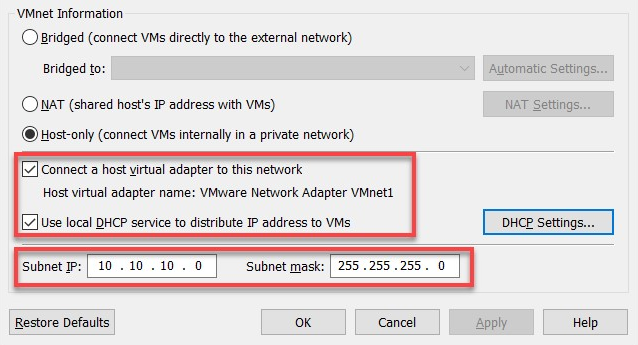 VMnet Information
Bridged (connect VMs directly to the external network)
Bridged to: Automatic Settings...
NAT (shared host's IP address with VMs) NAT Settings...
Host-only (connect VMs internally in a private network)
Connect a host virtual adapter to this network
Host virtual adapter name: VMware Network Adapter VMnet1
Use local DHCP service to distribute IP address to VMs DHCP Settings...
Subnet IP: 10 . 10 . 10 . 0 Subnet mask: 255 . 255 . 255 . 0
Restore Defaults OK Cancel Apply Help